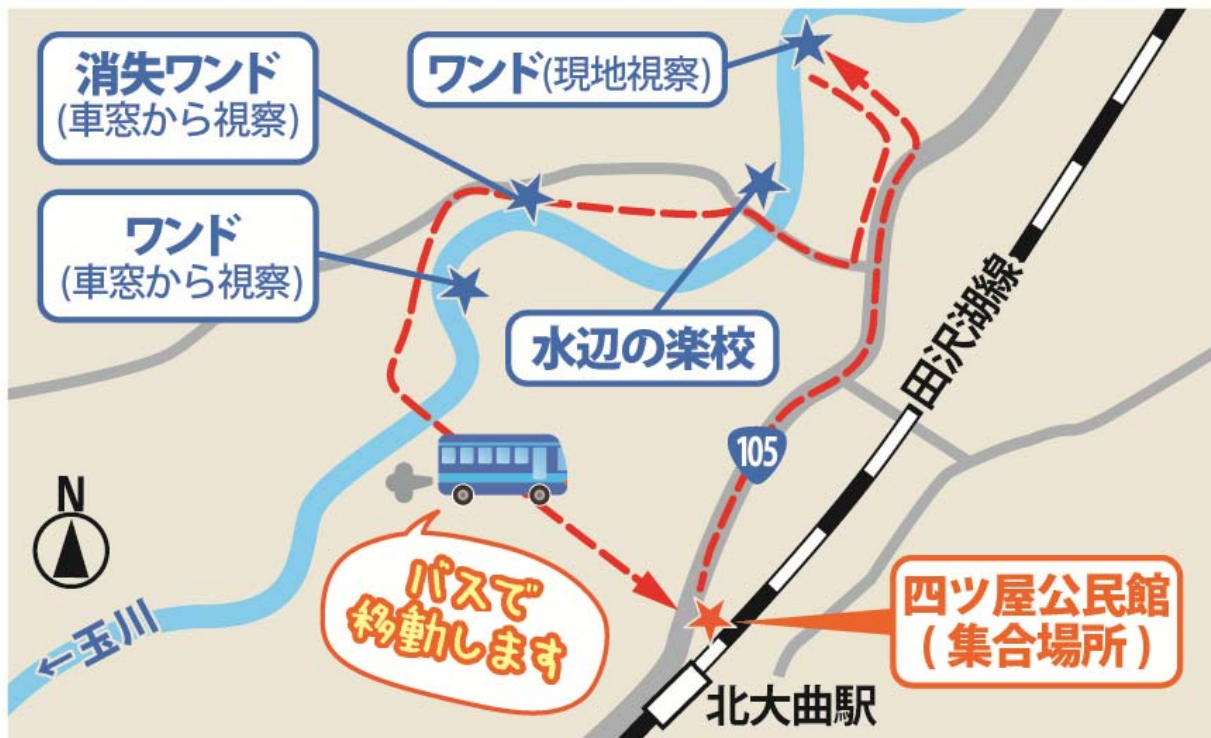 消失ワンド
(車窓から視察)
ワンド(現地視察)
ワンド
(車窓から視察)
水辺の楽校
田沢湖線
105
N
バスで
移動します
四ツ屋公民館
(集合場所)
←玉川
北大曲駅